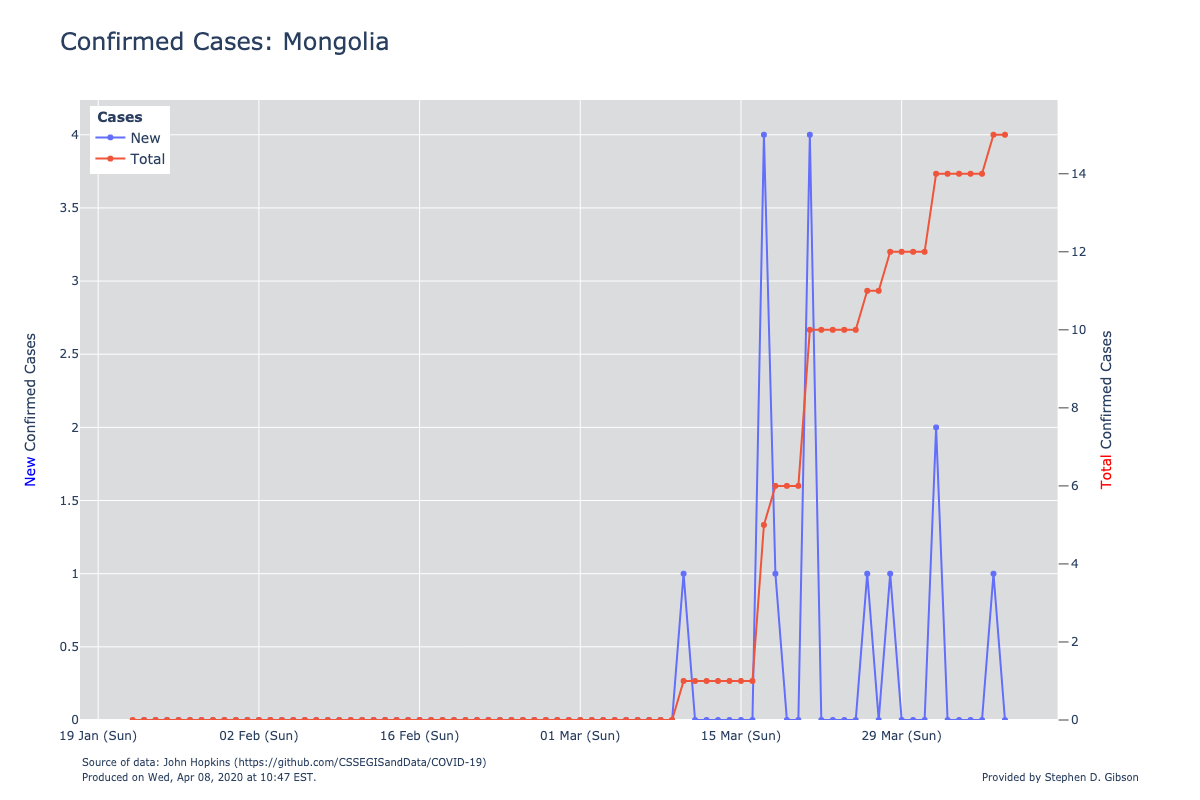 Confirmed Cases: Mongolia
Cases
New
Total
4
3.5
3
2.5
2
1.5
1
0.5
0
New Confirmed Cases
14
12
10
8
6
4
2
0
Total Confirmed Cases
19 Jan (Sun) 02 Feb (Sun) 16 Feb (Sun) 01 Mar (Sun) 15 Mar (Sun) 29 Mar (Sun)
Source of data: John Hopkins (https://github.com/CSSEGISandData/COVID-19)
Produced on Wed, Apr 08, 2020 at 10:47 EST.
Provided by Stephen D. Gibson